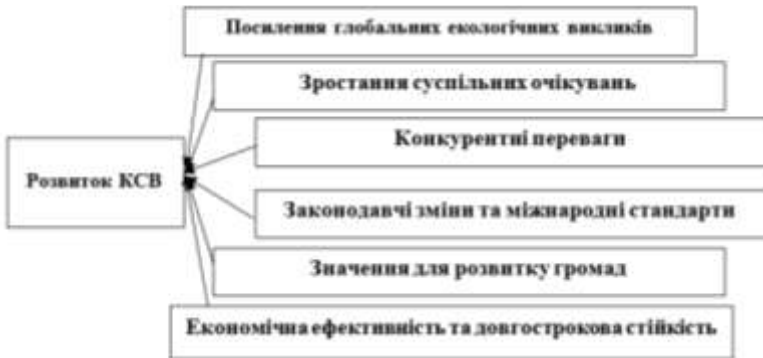 Посилення глобальних екологічних викликів
Зростання суспільних очікувань
Конкурентні переваги
Розвиток КСВ
Законодавчі зміни та міжнародні стандарти
Значення для розвитку громад
Економічна ефективність та довгострокова стійкість